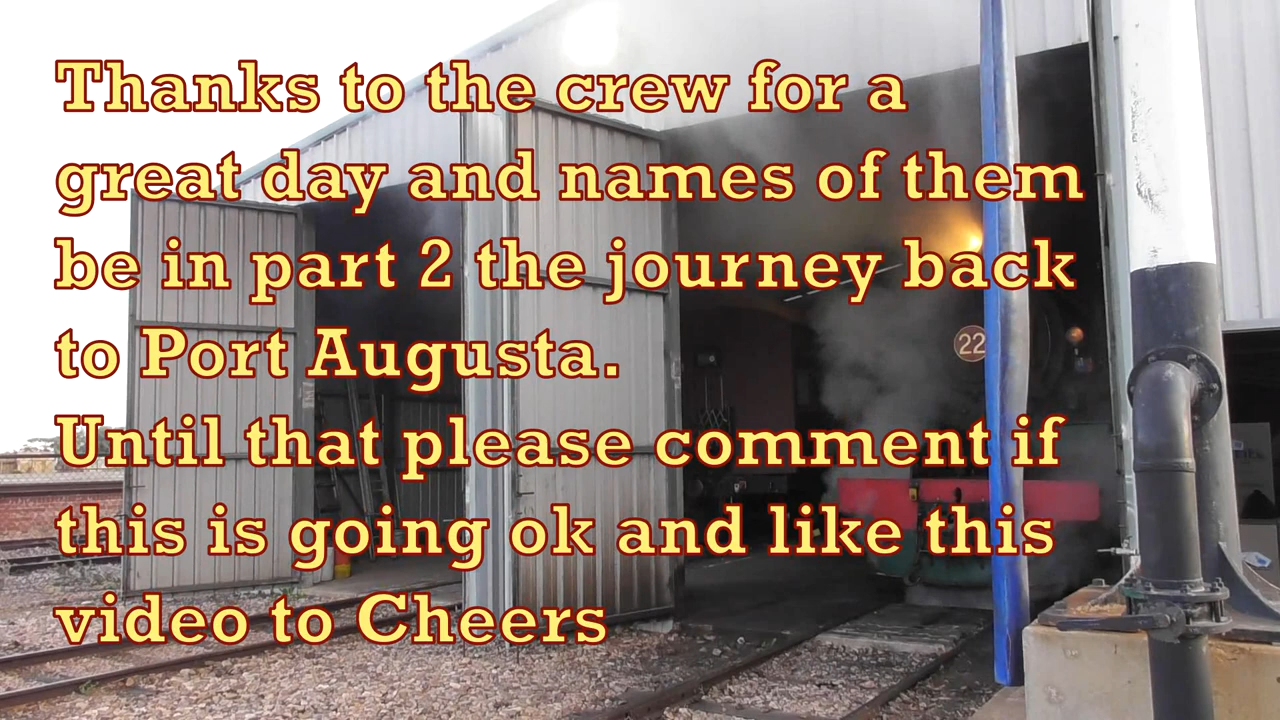 Thanks to the crew for a
great day and names of them
be in part 2 the journey back
to Port Augusta.
Until that please comment if
this is going ok and like this
video to Cheers
22